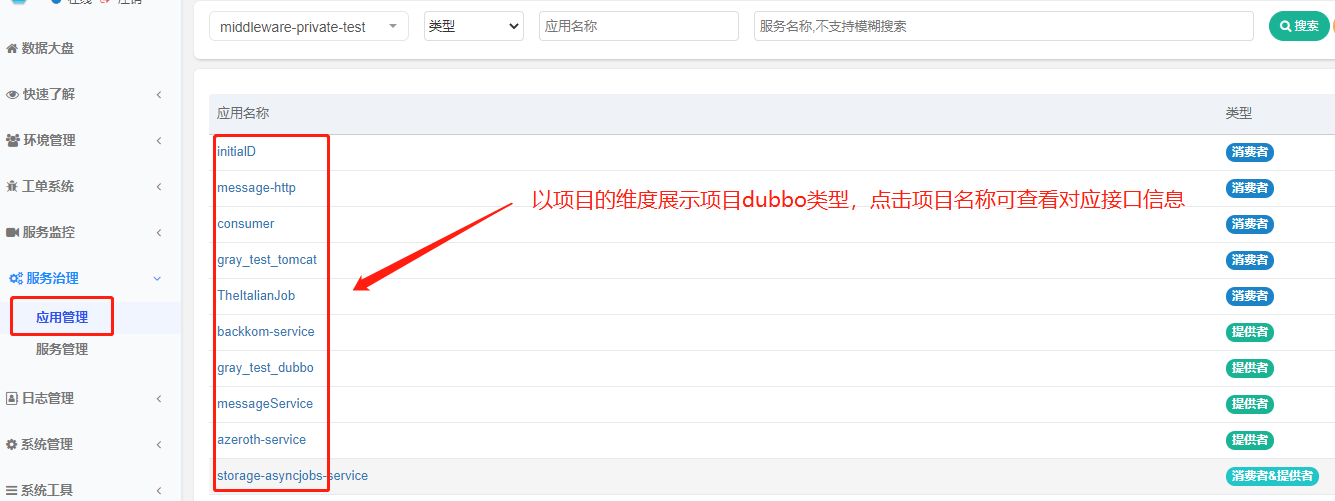 在线 注销
数据大盘
快速了解
环境管理
工单系统
服务监控
服务治理
应用管理
服务管理
日志管理
系统管理
系统工具
middleware-private-test 类型 应用名称 服务名称,不支持模糊搜索 搜索
应用名称 类型
initialD 消费者
message-http 消费者
以项目的维度展示项目dubbo类型，点击项目名称可查看对应接口信息
consumer 消费者
gray_test_tomcat 消费者
TheItalianJob 消费者
backkom-service 提供者
gray_test_dubbo 提供者
messageService 提供者
azeroth-service 提供者
storage-asyncjobs-service 消费者&提供者